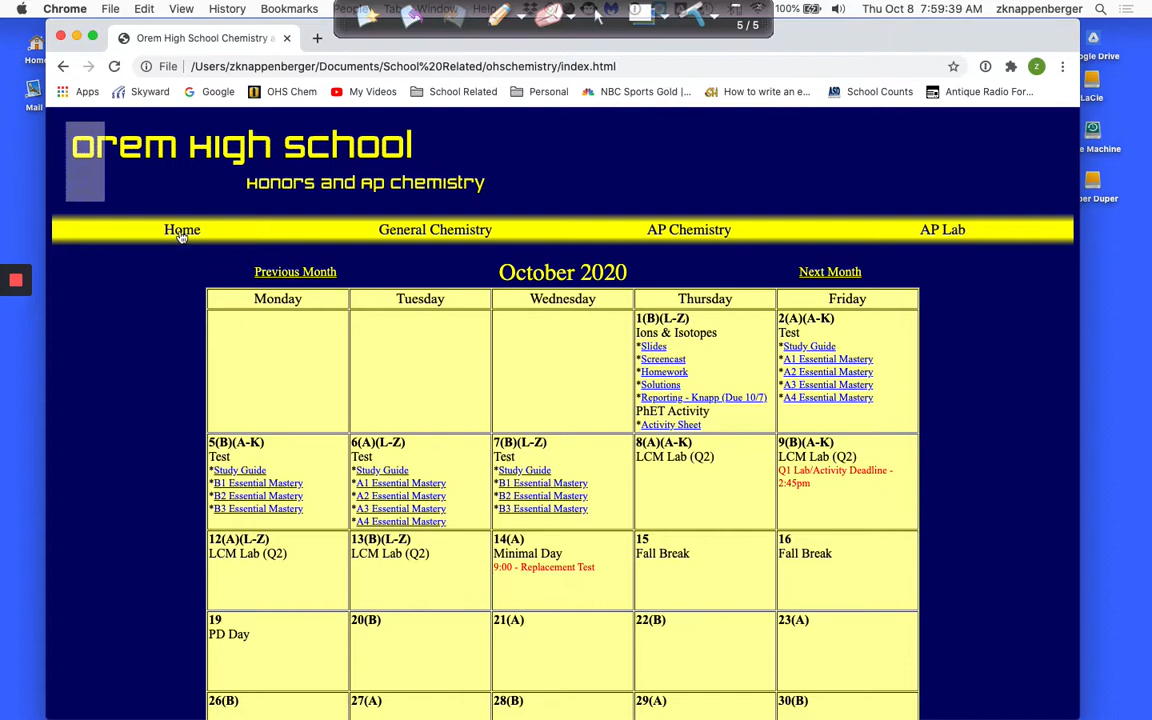 Chrome File Edit View History Bookmarks People Tab Window 100% Thu Oct 8 7:59:39 AM zknappenberger
5 / 5
Orem High School Chemistry a
File /Users/zknappenberger/Documents/School%20Related/ohschemistry/index.html
z
Apps Skyward Google OHS Chem My Videos School Related Personal NBC Sports Gold |... How to write an e... School Counts Antique Radio For...
Home
Mail
LaCie
Orem High School
Honors and Ap chemistry
Home General Chemistry AP Chemistry AP Lab
Previous Month October 2020 Next Month
Monday Tuesday Wednesday Thursday Friday
1(B)(L-Z)
Ions & Isotopes
*Slides
*Screencast
*Homework
*Solutions
*Reporting - Knapp (Due 10/7)
PhET Activity
*Activity Sheet
2(A)(A-K)
Test
*Study Guide
*A1 Essential Mastery
*A2 Essential Mastery
*A3 Essential Mastery
*A4 Essential Mastery
5(B)(A-K)
Test
*Study Guide
*B1 Essential Mastery
*B2 Essential Mastery
*B3 Essential Mastery
6(A)(L-Z)
Test
*Study Guide
*A1 Essential Mastery
*A2 Essential Mastery
*A3 Essential Mastery
*A4 Essential Mastery
7(B)(L-Z)
Test
*Study Guide
*B1 Essential Mastery
*B2 Essential Mastery
*B3 Essential Mastery
8(A)(A-K)
LCM Lab (Q2)
9(B)(A-K)
LCM Lab (Q2)
Q1 Lab/Activity Deadline -
2:45pm
12(A)(L-Z)
LCM Lab (Q2)
13(B)(L-Z)
LCM Lab (Q2)
14(A)
Minimal Day
9:00 - Replacement Test
15
Fall Break
16
Fall Break
19
PD Day
20(B)
21(A)
22(B)
23(A)
26(B)
27(A)
28(B)
29(A)
30(B)